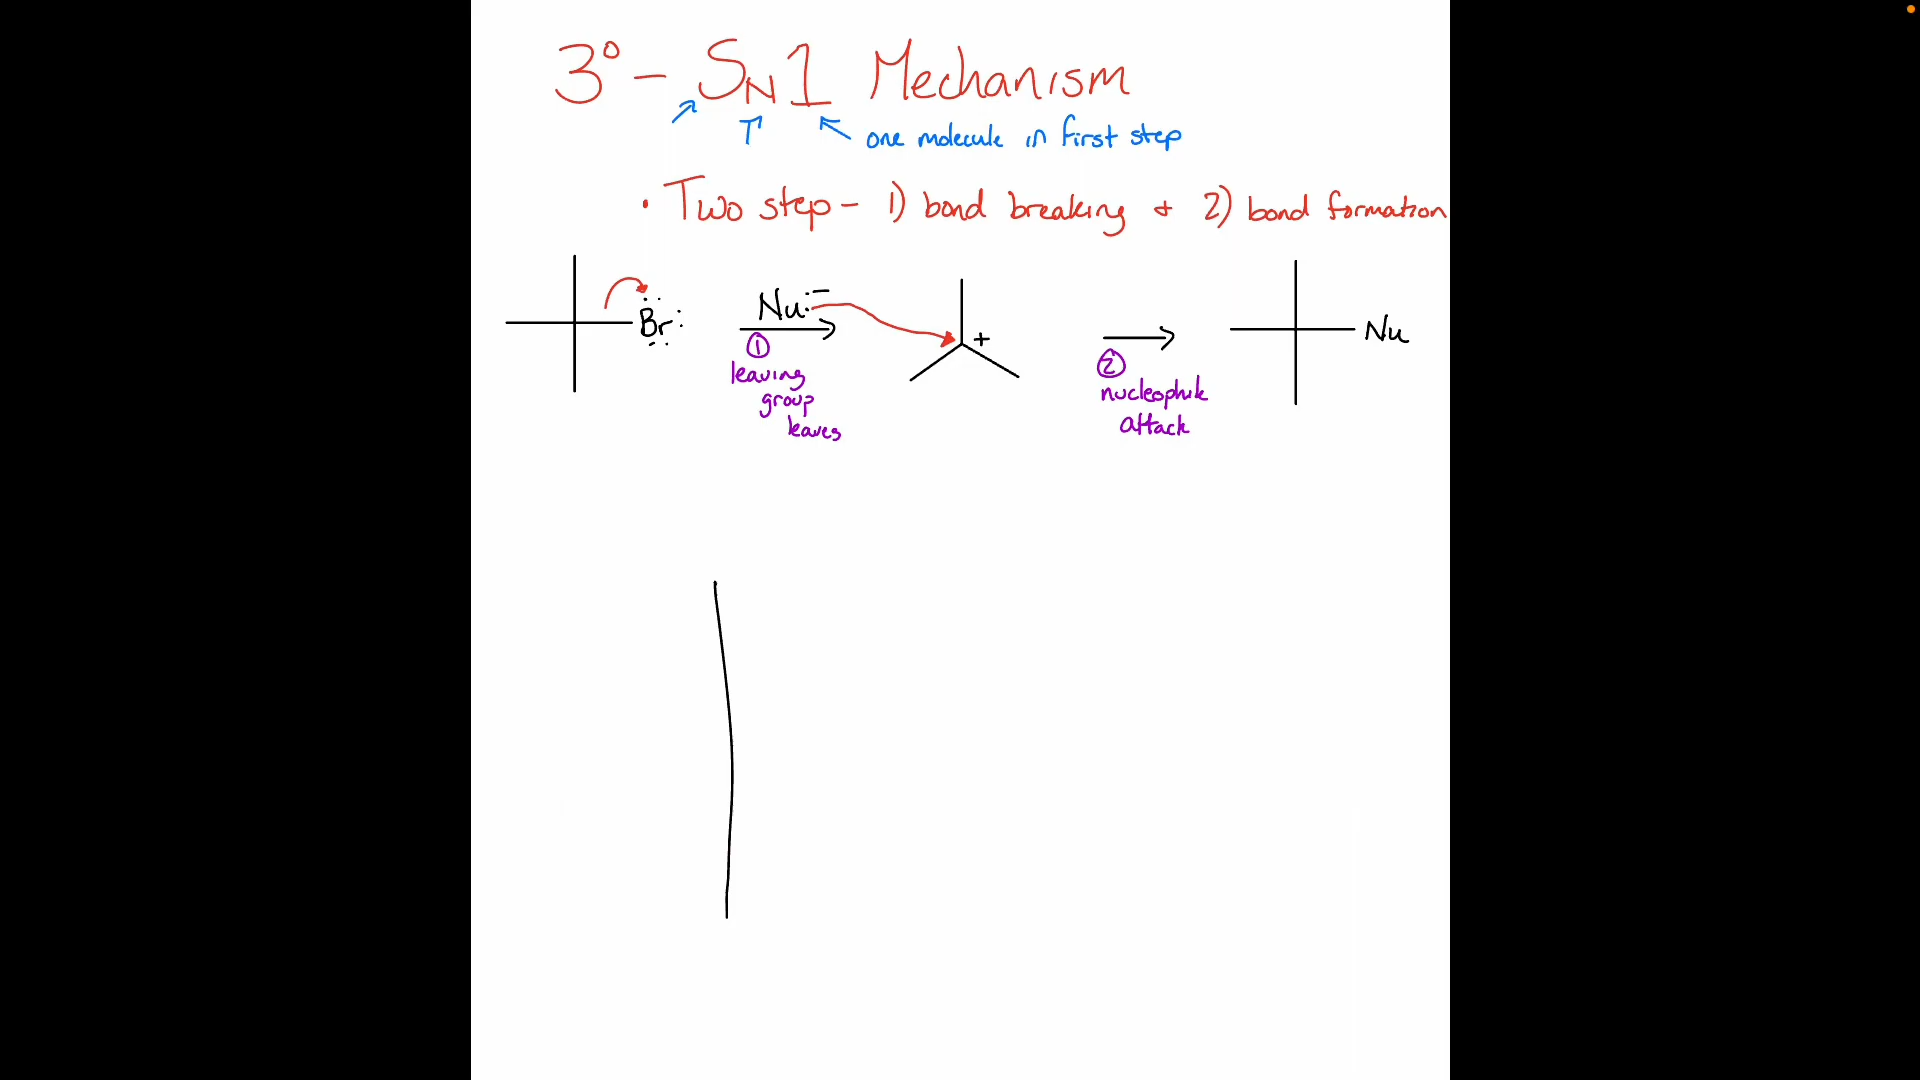 3° - SN1 Mechanism
one molecule in first step
• Two step - 1) bond breaking + 2) bond formation
Br
Nu:⁻
+
Nu
①
leaving
group
leaves
②
nucleophilic
attack